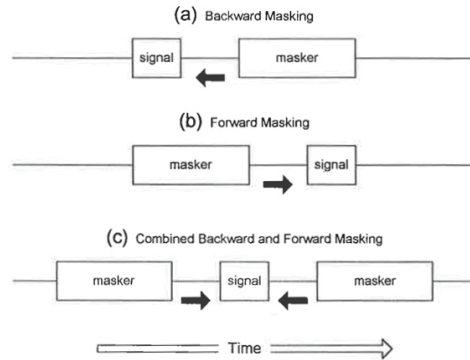 (a) Backward Masking
signal masker
(b) Forward Masking
masker signal
(c) Combined Backward and Forward Masking
masker signal masker
Time